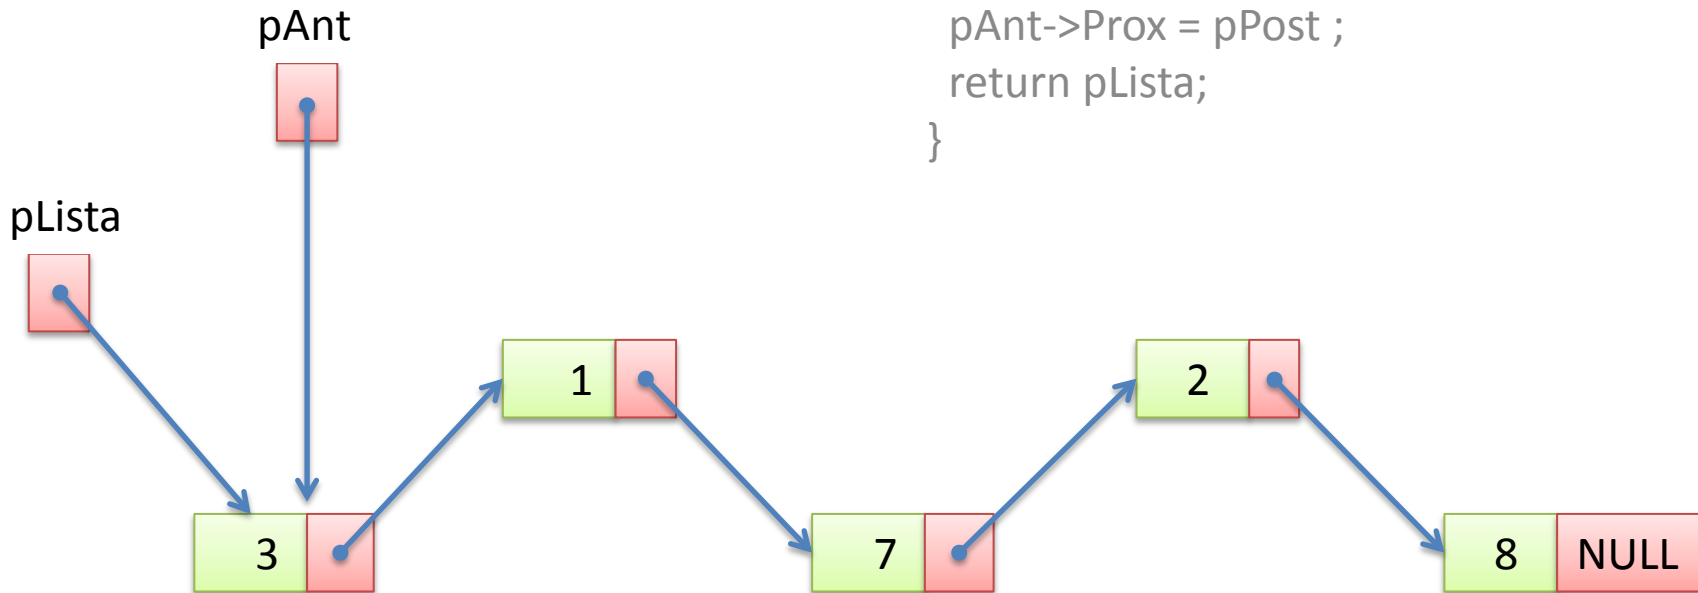 pAnt
pAnt->Prox = pPost ;
return pLista;
}
pLista
1
2
3
7
8
NULL